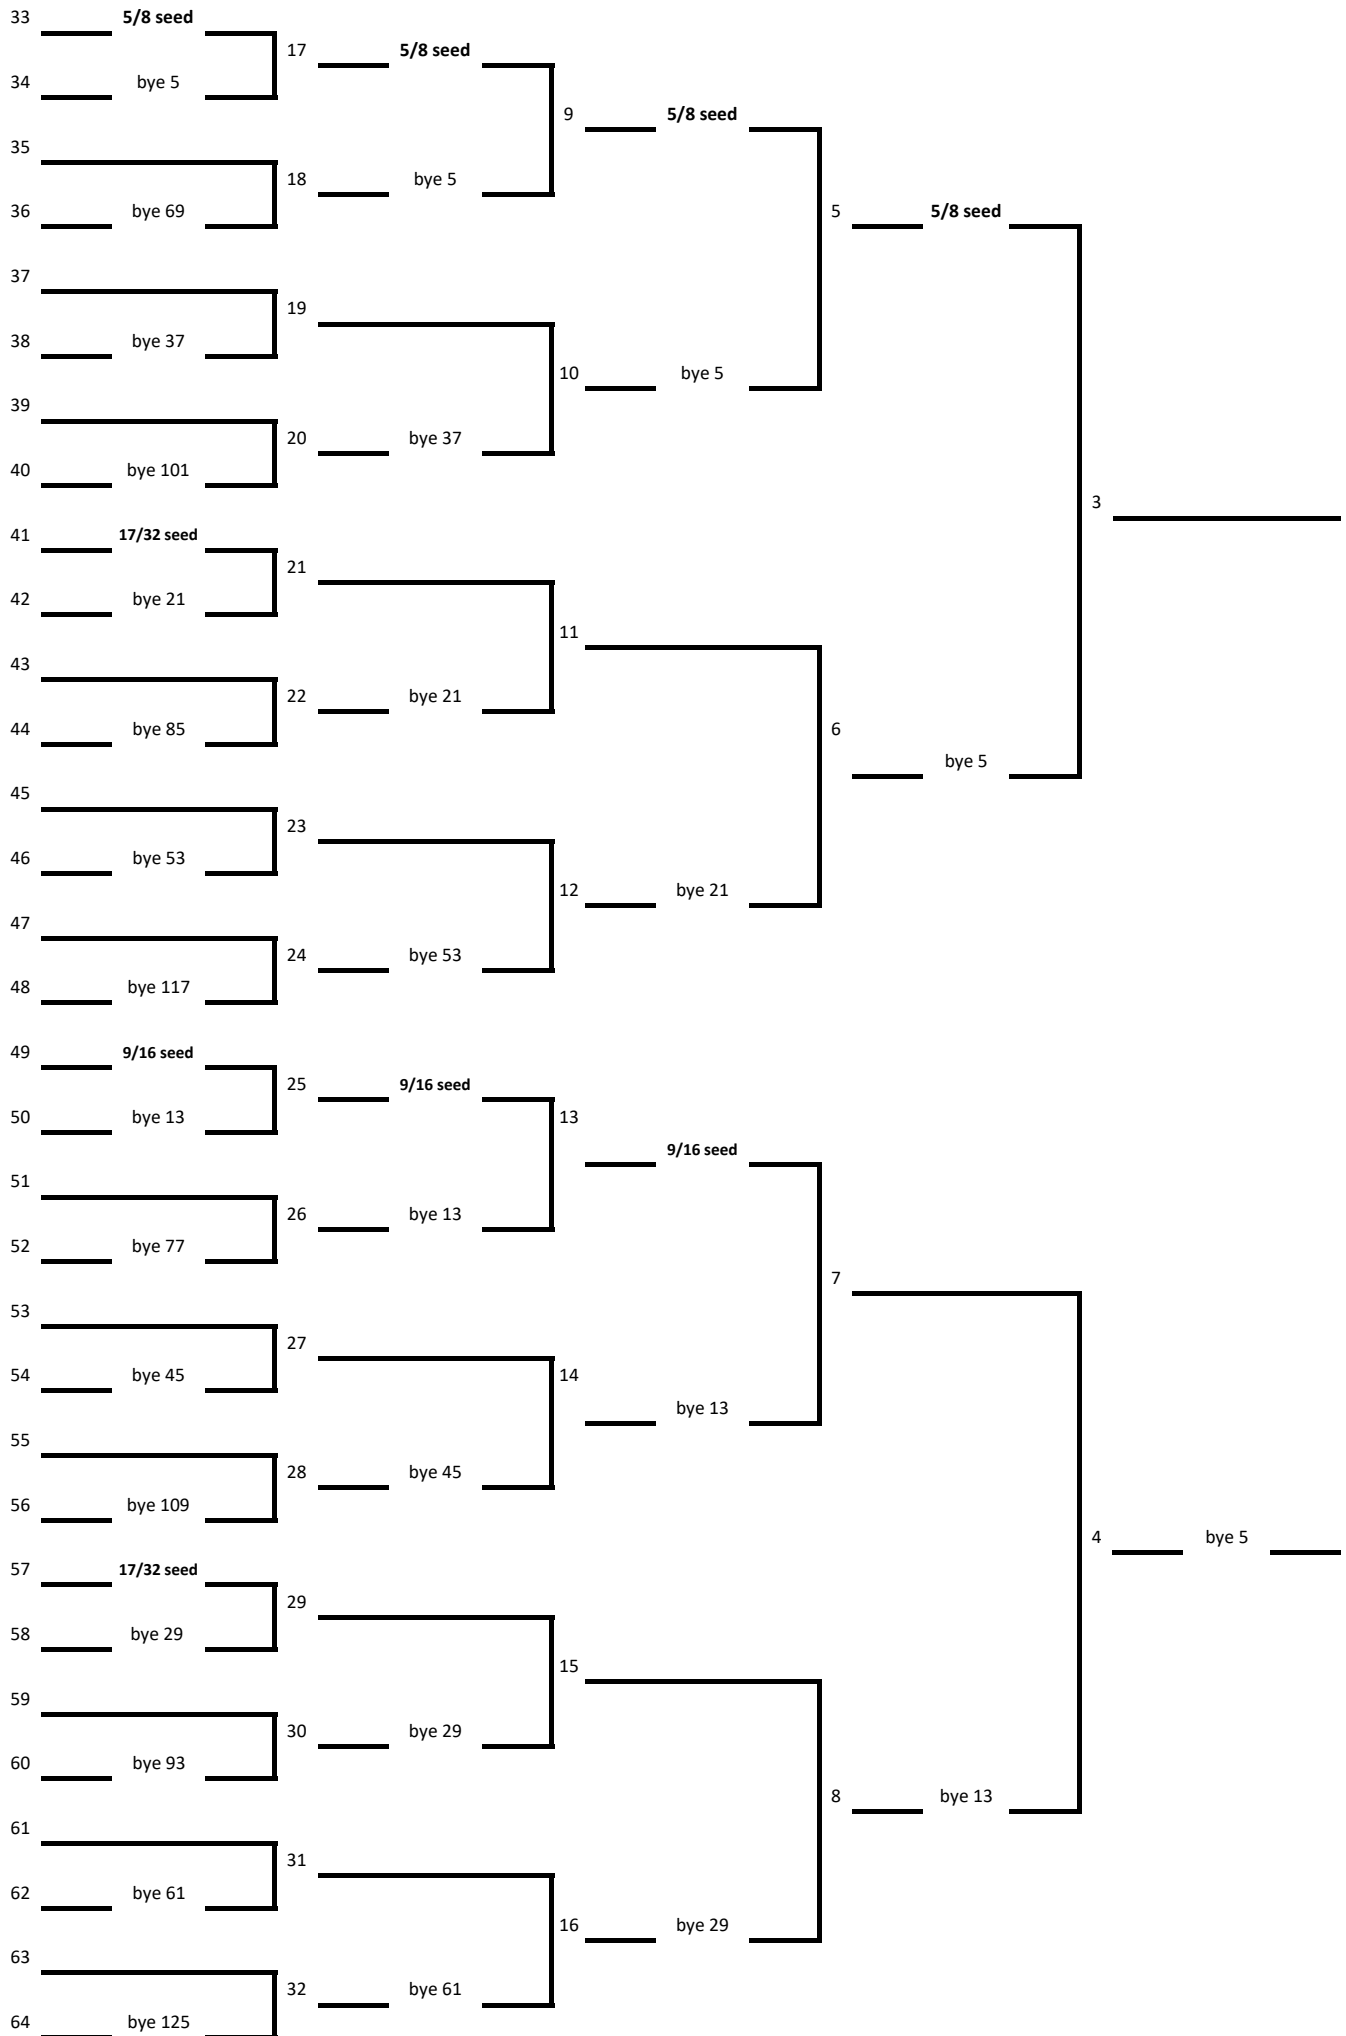 33 5/8 seed
17 5/8 seed
34 bye 5
9 5/8 seed
35
18 bye 5
36 bye 69
5 5/8 seed
37
19
38 bye 37
10 bye 5
39
20 bye 37
40 bye 101
3
41 17/32 seed
21
42 bye 21
11
43
22 bye 21
44 bye 85
6 bye 5
45
23
46 bye 53
12 bye 21
47
24 bye 53
48 bye 117
49 9/16 seed
25 9/16 seed
50 bye 13
13 9/16 seed
51
26 bye 13
52 bye 77
7
53
27
54 bye 45
14 bye 13
55
28 bye 45
56 bye 109
4 bye 5
57 17/32 seed
29
58 bye 29
15
59
30 bye 29
60 bye 93
8 bye 13
61
31
62 bye 61
16 bye 29
63
32 bye 61
64 bye 125